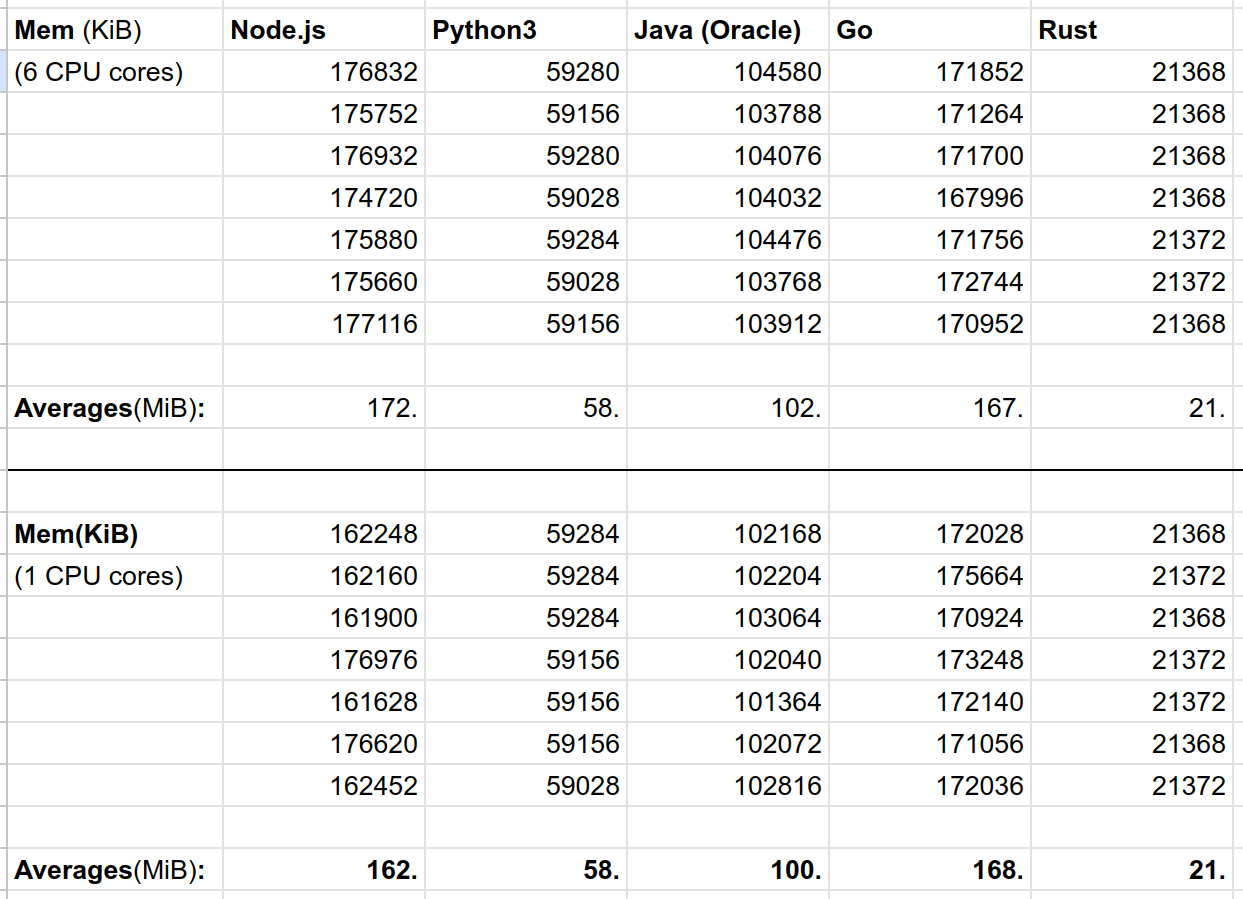 Mem (KiB) Node.js Python3 Java (Oracle) Go Rust
(6 CPU cores) 176832 59280 104580 171852 21368
175752 59156 103788 171264 21368
176932 59280 104076 171700 21368
174720 59028 104032 167996 21368
175880 59284 104476 171756 21372
175660 59028 103768 172744 21372
177116 59156 103912 170952 21368
Averages(MiB): 172. 58. 102. 167. 21.
Mem(KiB) 162248 59284 102168 172028 21368
(1 CPU cores) 162160 59284 102204 175664 21372
161900 59284 103064 170924 21368
176976 59156 102040 173248 21372
161628 59156 101364 172140 21372
176620 59156 102072 171056 21368
162452 59028 102816 172036 21372
Averages(MiB): 162. 58. 100. 168. 21.